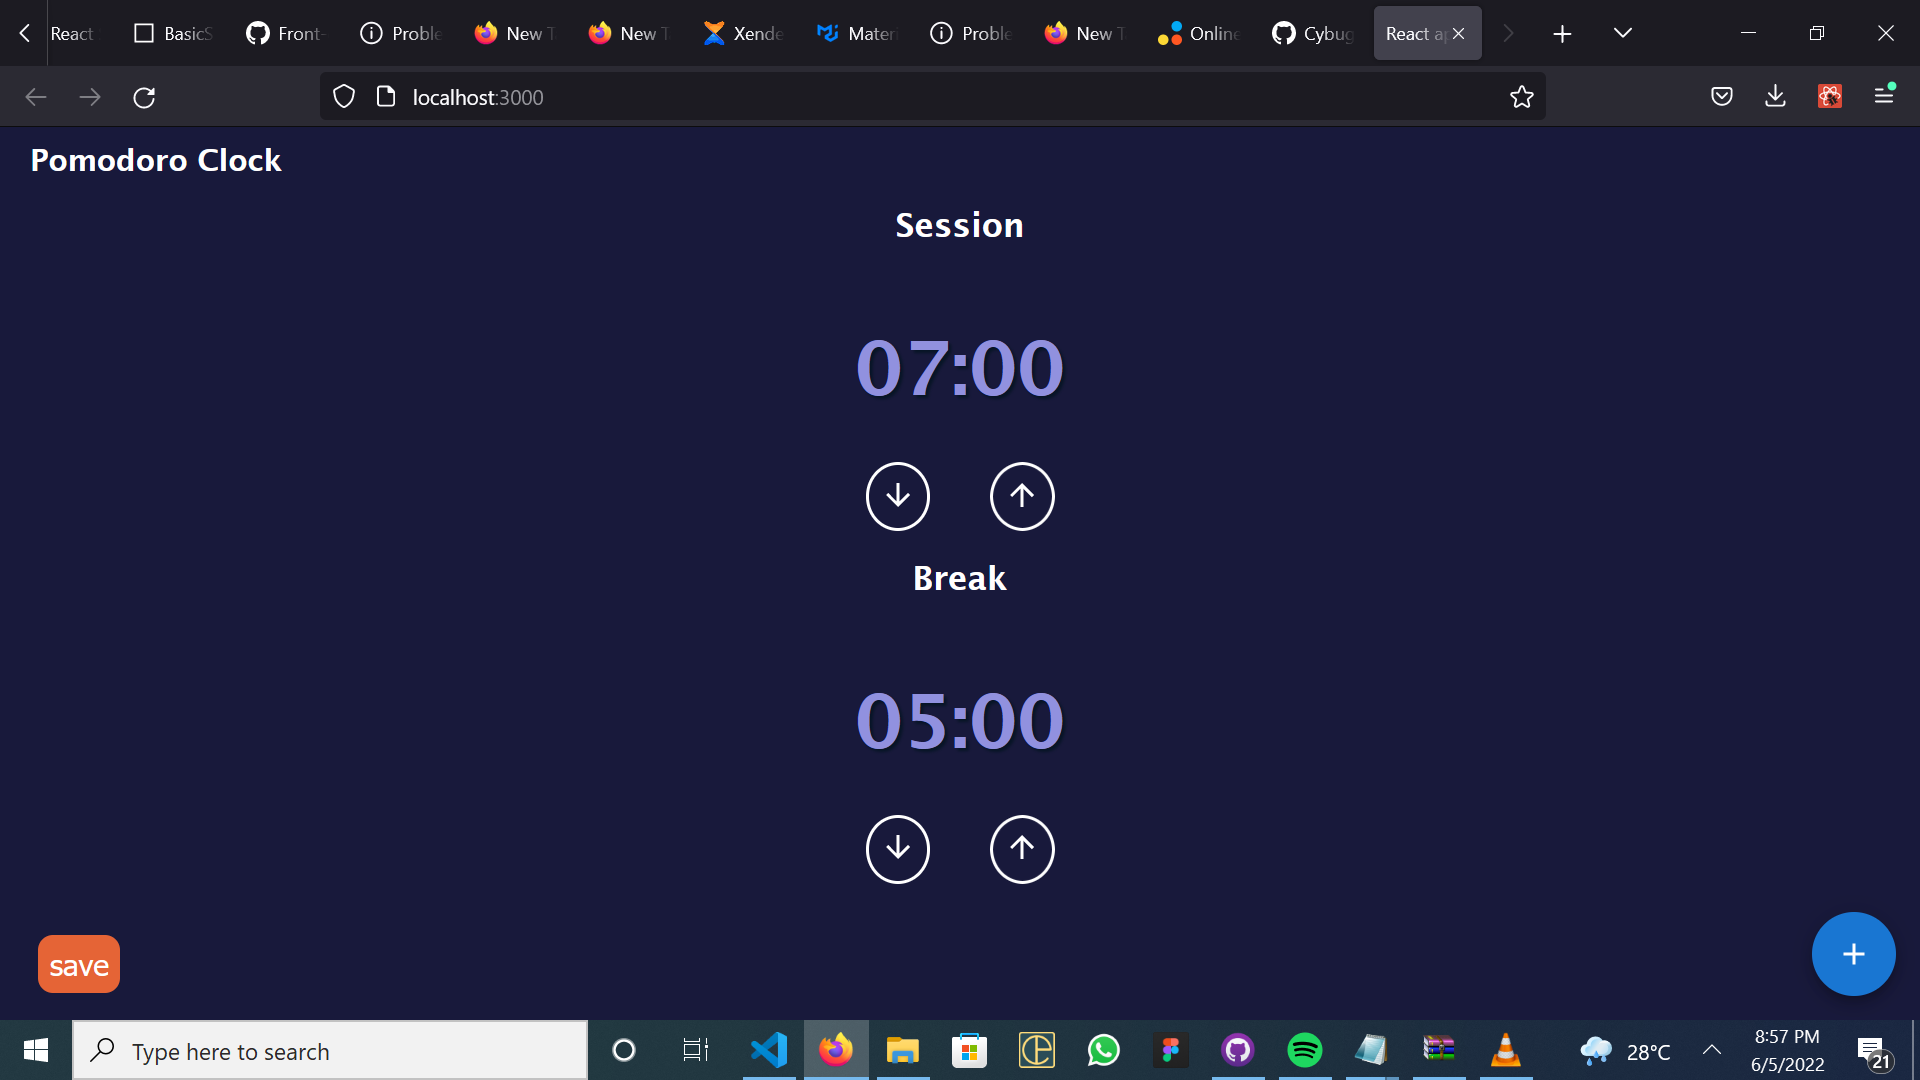 React
BasicS
Front-
Proble
New T
New T
Xende
Materi
Proble
New T
Online
Cybug
React ap
localhost:3000
Pomodoro Clock
Session
07:00
Break
05:00
save
Type here to search
28°C
8:57 PM
6/5/2022
21